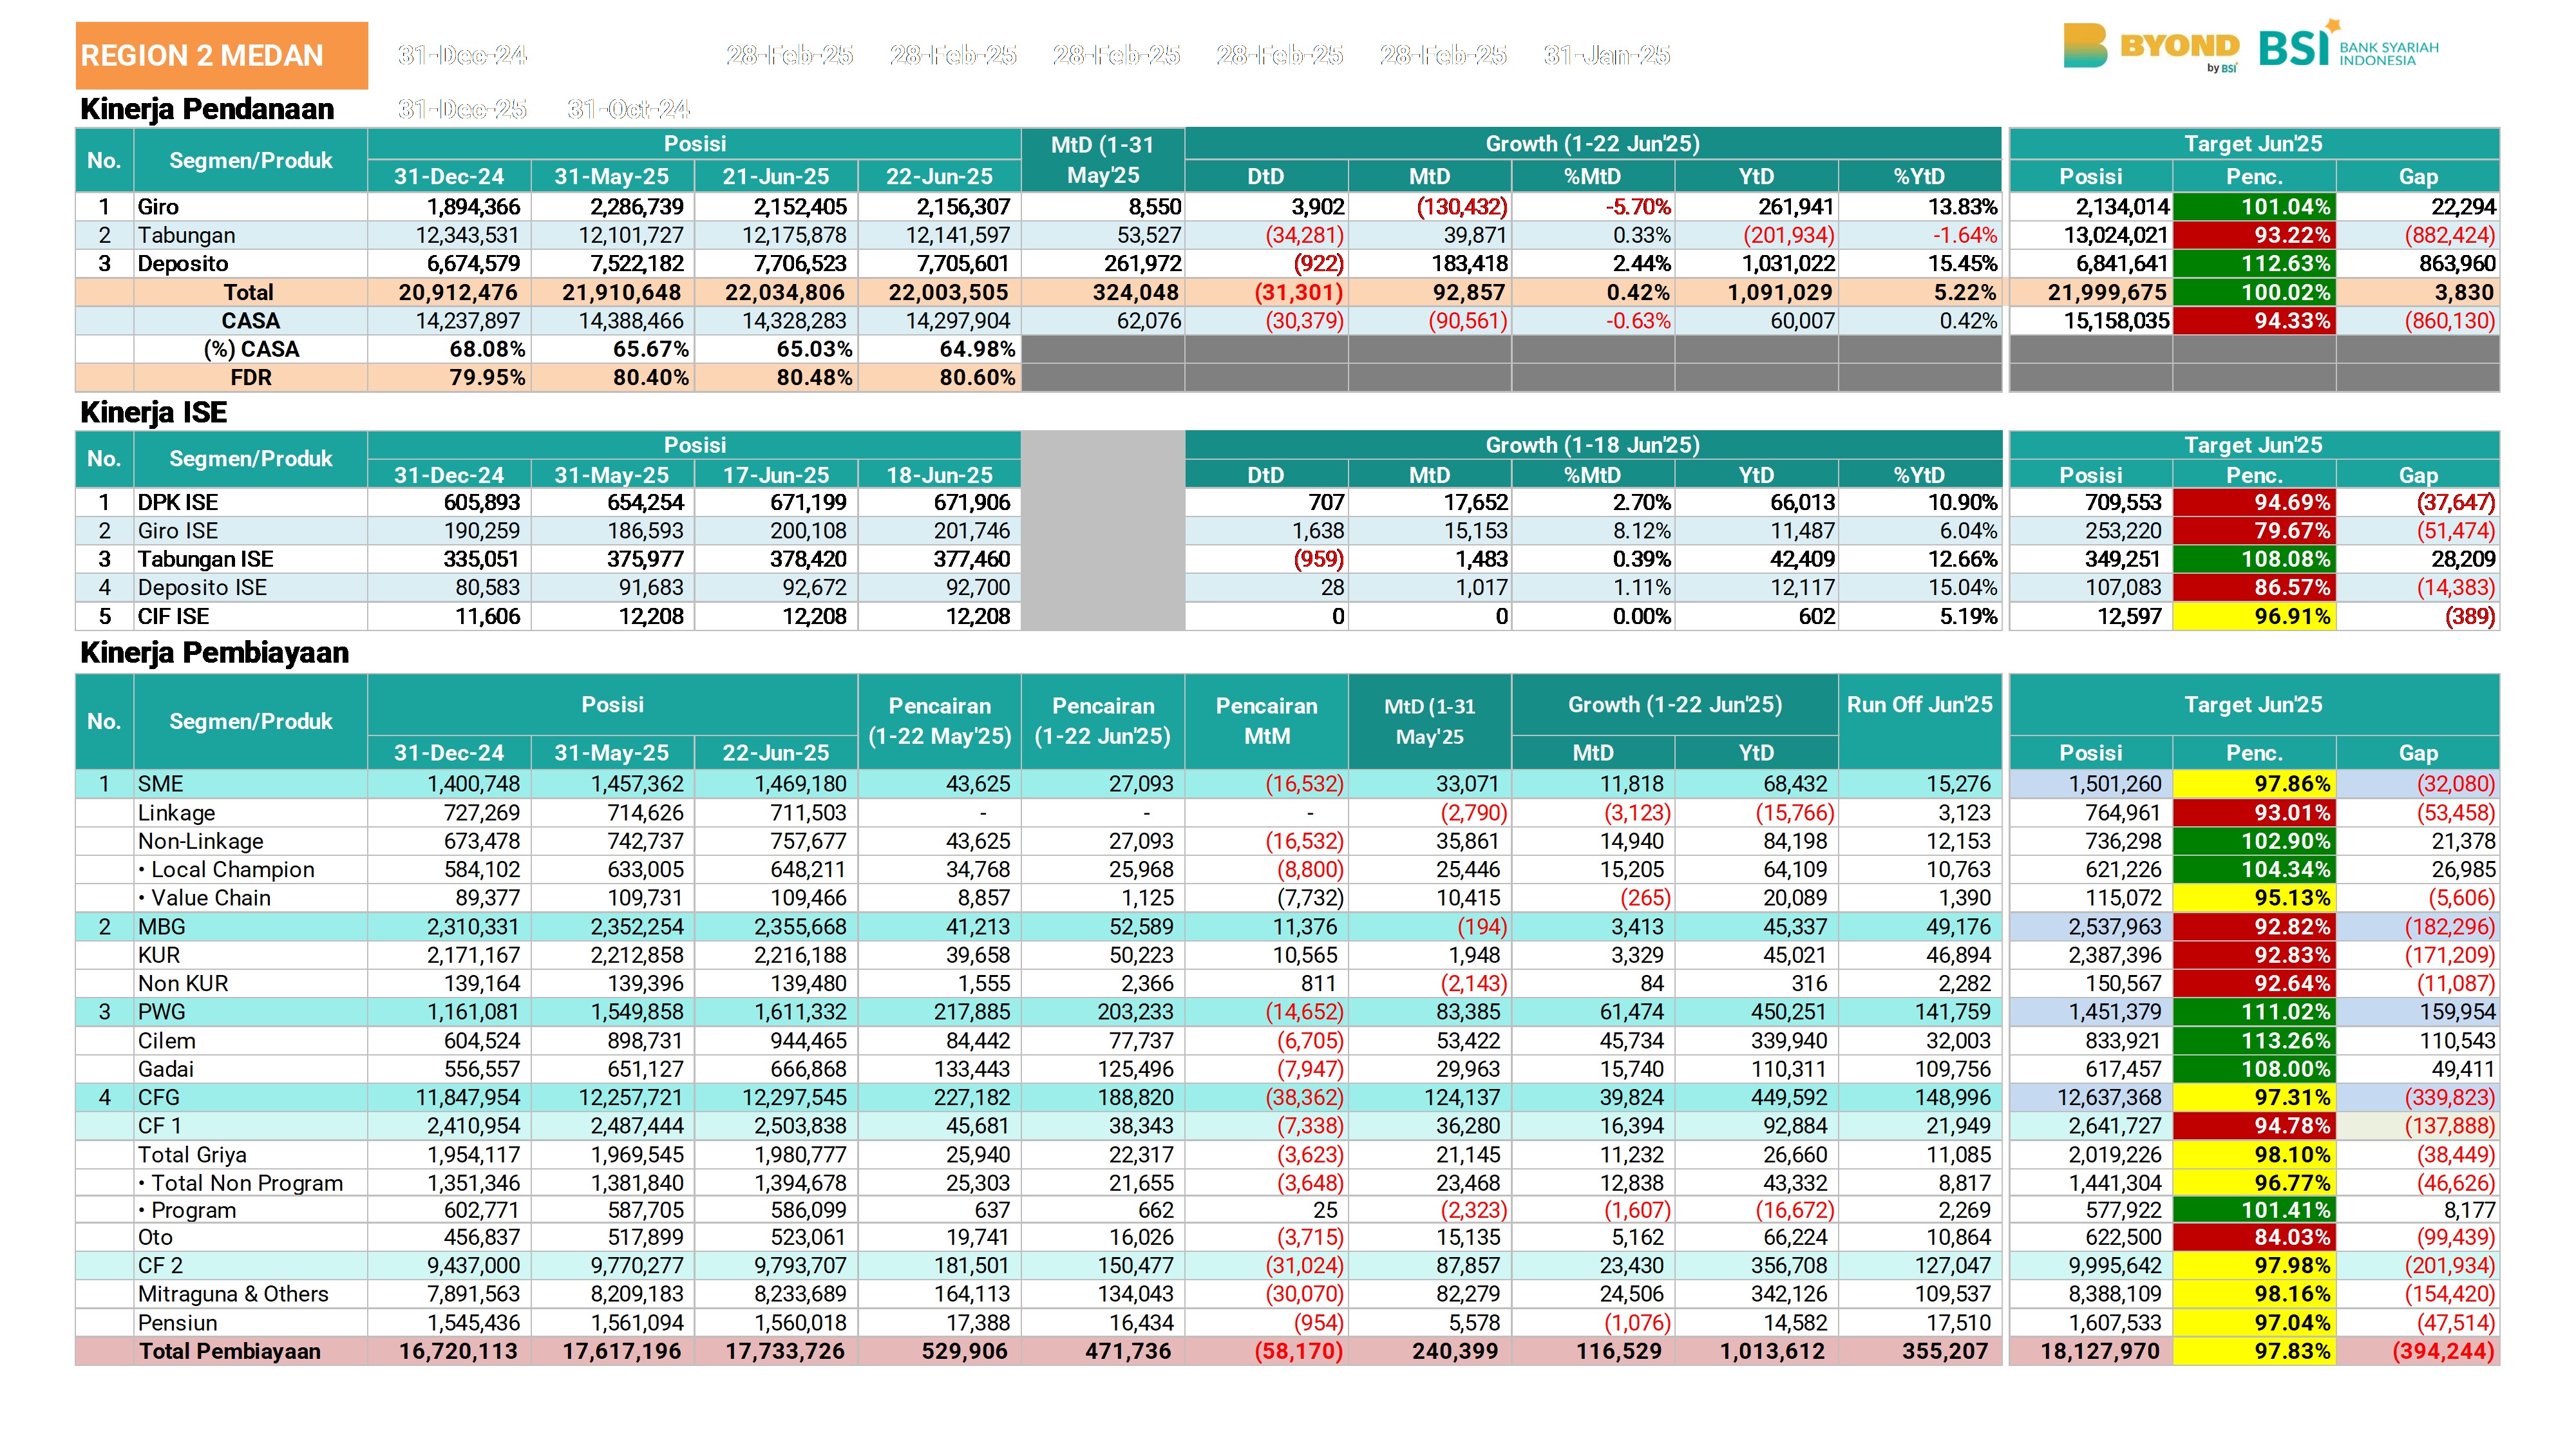 REGION 2 MEDAN 31-Dec-24 28-Feb-25 28-Feb-25 28-Feb-25 28-Feb-25 28-Feb-25 31-Jan-25 BYOND by BSI BSI BANK SYARIAH INDONESIA
Kinerja Pendanaan 31-Dec-25 31-Oct-24
No. Segmen/Produk Posisi MtD (1-31 May'25 Growth (1-22 Jun'25) Target Jun'25
31-Dec-24 31-May-25 21-Jun-25 22-Jun-25 DtD MtD %MtD YtD %YtD Posisi Penc. Gap
1 Giro 1,894,366 2,286,739 2,152,405 2,156,307 8,550 3,902 (130,432) -5.70% 261,941 13.83% 2,134,014 101.04% 22,294
2 Tabungan 12,343,531 12,101,727 12,175,878 12,141,597 53,527 (34,281) 39,871 0.33% (201,934) -1.64% 13,024,021 93.22% (882,424)
3 Deposito 6,674,579 7,522,182 7,706,523 7,705,601 261,972 (922) 183,418 2.44% 1,031,022 15.45% 6,841,641 112.63% 863,960
Total 20,912,476 21,910,648 22,034,806 22,003,505 324,048 (31,301) 92,857 0.42% 1,091,029 5.22% 21,999,675 100.02% 3,830
CASA 14,237,897 14,388,466 14,328,283 14,297,904 62,076 (30,379) (90,561) -0.63% 60,007 0.42% 15,158,035 94.33% (860,130)
(%) CASA 68.08% 65.67% 65.03% 64.98%
FDR 79.95% 80.40% 80.48% 80.60%
Kinerja ISE
No. Segmen/Produk Posisi Growth (1-18 Jun'25) Target Jun'25
31-Dec-24 31-May-25 17-Jun-25 18-Jun-25 DtD MtD %MtD YtD %YtD Posisi Penc. Gap
1 DPK ISE 605,893 654,254 671,199 671,906 707 17,652 2.70% 66,013 10.90% 709,553 94.69% (37,647)
2 Giro ISE 190,259 186,593 200,108 201,746 1,638 15,153 8.12% 11,487 6.04% 253,220 79.67% (51,474)
3 Tabungan ISE 335,051 375,977 378,420 377,460 (959) 1,483 0.39% 42,409 12.66% 349,251 108.08% 28,209
4 Deposito ISE 80,583 91,683 92,672 92,700 28 1,017 1.11% 12,117 15.04% 107,083 86.57% (14,383)
5 CIF ISE 11,606 12,208 12,208 12,208 0 0 0.00% 602 5.19% 12,597 96.91% (389)
Kinerja Pembiayaan
No. Segmen/Produk Posisi Pencairan (1-22 May'25) Pencairan (1-22 Jun'25) Pencairan MtM MtD (1-31 May'25 Growth (1-22 Jun'25) Run Off Jun'25 Target Jun'25
31-Dec-24 31-May-25 22-Jun-25 MtD YtD Posisi Penc. Gap
1 SME 1,400,748 1,457,362 1,469,180 43,625 27,093 (16,532) 33,071 11,818 68,432 15,276 1,501,260 97.86% (32,080)
Linkage 727,269 714,626 711,503 - - - (2,790) (3,123) (15,766) 3,123 764,961 93.01% (53,458)
Non-Linkage 673,478 742,737 757,677 43,625 27,093 (16,532) 35,861 14,940 84,198 12,153 736,298 102.90% 21,378
• Local Champion 584,102 633,005 648,211 34,768 25,968 (8,800) 25,446 15,205 64,109 10,763 621,226 104.34% 26,985
• Value Chain 89,377 109,731 109,466 8,857 1,125 (7,732) 10,415 (265) 20,089 1,390 115,072 95.13% (5,606)
2 MBG 2,310,331 2,352,254 2,355,668 41,213 52,589 11,376 (194) 3,413 45,337 49,176 2,537,963 92.82% (182,296)
KUR 2,171,167 2,212,858 2,216,188 39,658 50,223 10,565 1,948 3,329 45,021 46,894 2,387,396 92.83% (171,209)
Non KUR 139,164 139,396 139,480 1,555 2,366 811 (2,143) 84 316 2,282 150,567 92.64% (11,087)
3 PWG 1,161,081 1,549,858 1,611,332 217,885 203,233 (14,652) 83,385 61,474 450,251 141,759 1,451,379 111.02% 159,954
Cilem 604,524 898,731 944,465 84,442 77,737 (6,705) 53,422 45,734 339,940 32,003 833,921 113.26% 110,543
Gadai 556,557 651,127 666,868 133,443 125,496 (7,947) 29,963 15,740 110,311 109,756 617,457 108.00% 49,411
4 CFG 11,847,954 12,257,721 12,297,545 227,182 188,820 (38,362) 124,137 39,824 449,592 148,996 12,637,368 97.31% (339,823)
CF 1 2,410,954 2,487,444 2,503,838 45,681 38,343 (7,338) 36,280 16,394 92,884 21,949 2,641,727 94.78% (137,888)
Total Griya 1,954,117 1,969,545 1,980,777 25,940 22,317 (3,623) 21,145 11,232 26,660 11,085 2,019,226 98.10% (38,449)
• Total Non Program 1,351,346 1,381,840 1,394,678 25,303 21,655 (3,648) 23,468 12,838 43,332 8,817 1,441,304 96.77% (46,626)
• Program 602,771 587,705 586,099 637 662 25 (2,323) (1,607) (16,672) 2,269 577,922 101.41% 8,177
Oto 456,837 517,899 523,061 19,741 16,026 (3,715) 15,135 5,162 66,224 10,864 622,500 84.03% (99,439)
CF 2 9,437,000 9,770,277 9,793,707 181,501 150,477 (31,024) 87,857 23,430 356,708 127,047 9,995,642 97.98% (201,934)
Mitraguna & Others 7,891,563 8,209,183 8,233,689 164,113 134,043 (30,070) 82,279 24,506 342,126 109,537 8,388,109 98.16% (154,420)
Pensiun 1,545,436 1,561,094 1,560,018 17,388 16,434 (954) 5,578 (1,076) 14,582 17,510 1,607,533 97.04% (47,514)
Total Pembiayaan 16,720,113 17,617,196 17,733,726 529,906 471,736 (58,170) 240,399 116,529 1,013,612 355,207 18,127,970 97.83% (394,244)